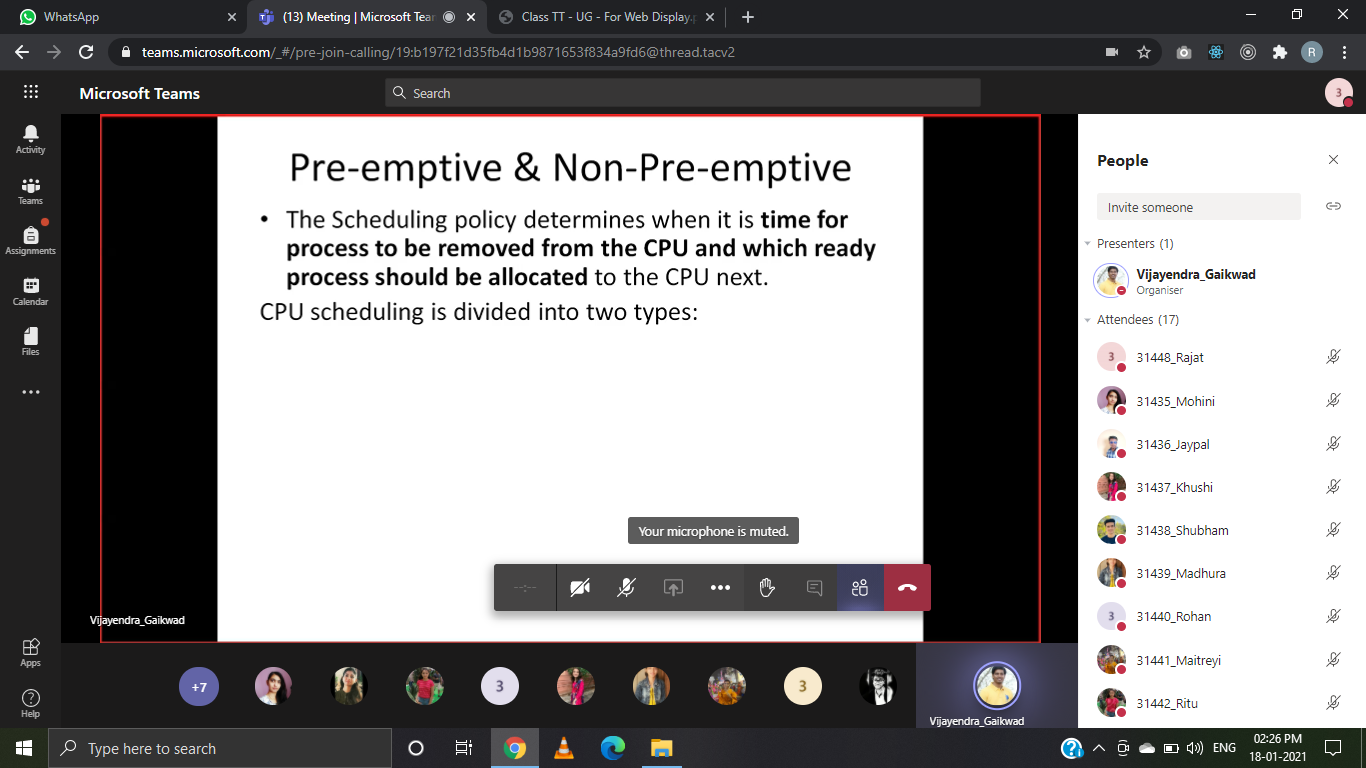 WhatsApp
(13) Meeting | Microsoft Tear
Class TT - UG - For Web Display.p
teams.microsoft.com/_#/pre-join-calling/19:b197f21d35fb4d1b9871653f834a9fd6@thread.tacv2
R
Microsoft Teams
Search
3
Activity
Teams
Assignments
Calendar
Files
Apps
Help
Pre-emptive & Non-Pre-emptive
• The Scheduling policy determines when it is time for
process to be removed from the CPU and which ready
process should be allocated to the CPU next.
CPU scheduling is divided into two types:
Your microphone is muted.
--:--
Vijayendra_Gaikwad
+7
3
3
Vijayendra_Gaikwad
People
Invite someone
Presenters (1)
Vijayendra_Gaikwad
Organiser
Attendees (17)
3
31448_Rajat
31435_Mohini
31436_Jaypal
31437_Khushi
31438_Shubham
31439_Madhura
3
31440_Rohan
31441_Maitreyi
31442_Ritu
Type here to search
ENG
02:26 PM
18-01-2021